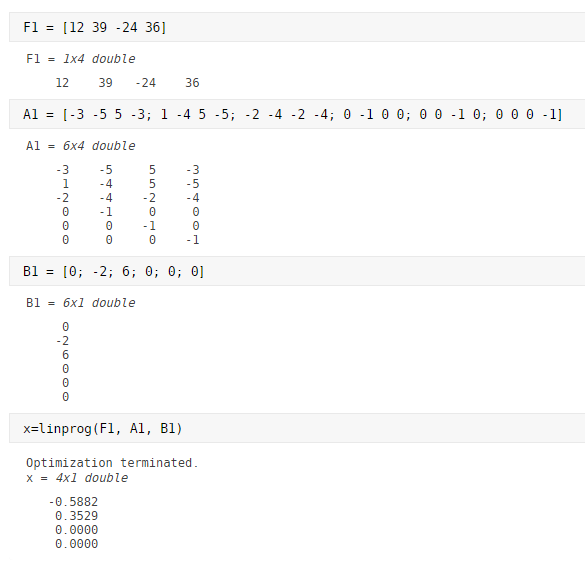 F1 = [12 39 -24 36]
F1 = 1x4 double
12 39 -24 36
A1 = [-3 -5 5 -3; 1 -4 5 -5; -2 -4 -2 -4; 0 -1 0 0; 0 0 -1 0; 0 0 0 -1]
A1 = 6x4 double
-3 -5 5 -3
1 -4 5 -5
-2 -4 -2 -4
0 -1 0 0
0 0 -1 0
0 0 0 -1
B1 = [0; -2; 6; 0; 0; 0]
B1 = 6x1 double
0
-2
6
0
0
0
x=linprog(F1, A1, B1)
Optimization terminated.
x = 4x1 double
-0.5882
0.3529
0.0000
0.0000